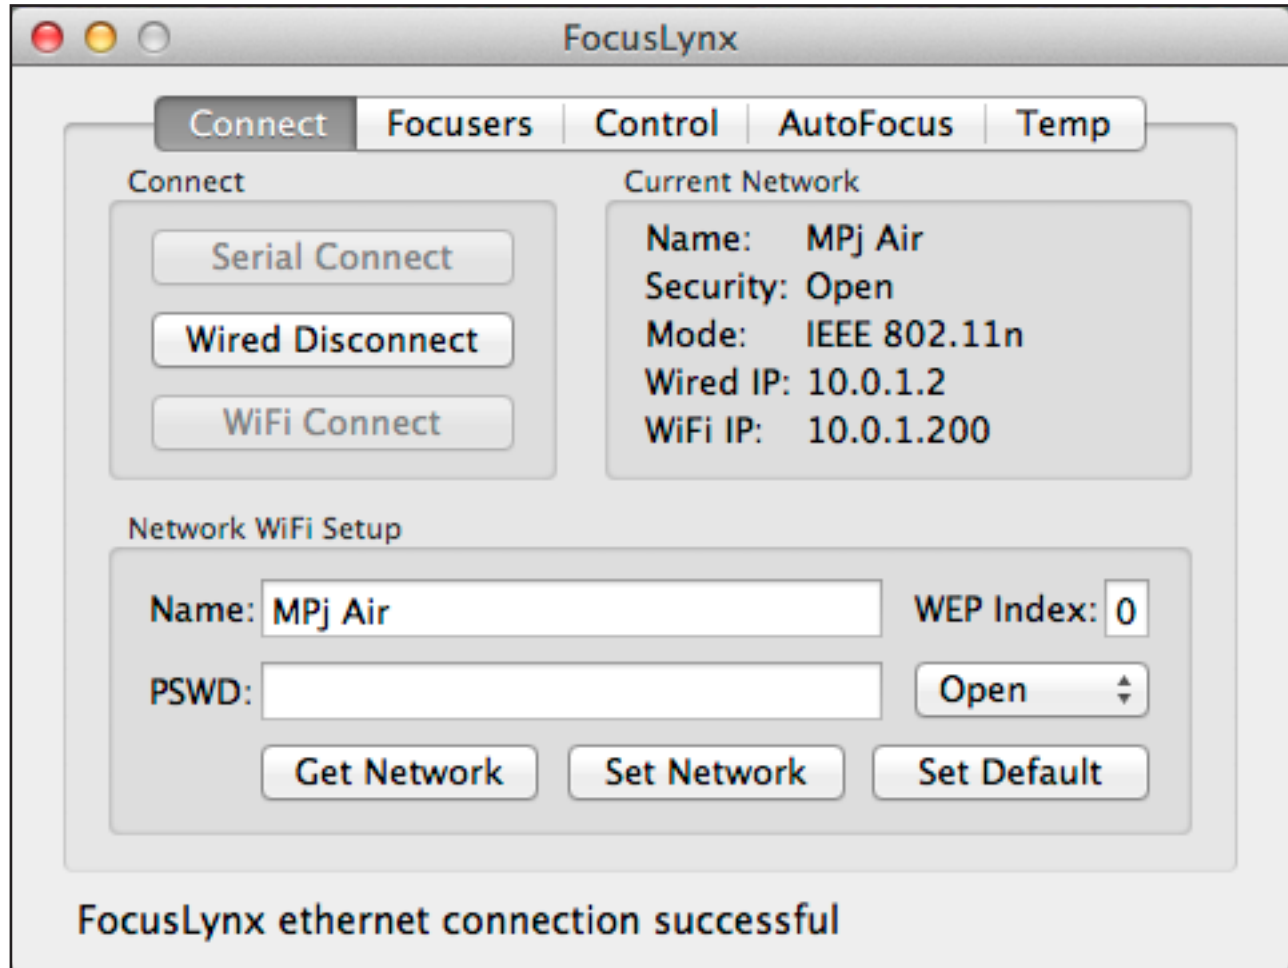 FocusLynx
Connect Focusers Control AutoFocus Temp
Connect
Serial Connect
Wired Disconnect
WiFi Connect
Current Network
Name: MPj Air
Security: Open
Mode: IEEE 802.11n
Wired IP: 10.0.1.2
WiFi IP: 10.0.1.200
Network WiFi Setup
Name: MPj Air WEP Index: 0
PSWD: Open
Get Network Set Network Set Default
FocusLynx ethernet connection successful